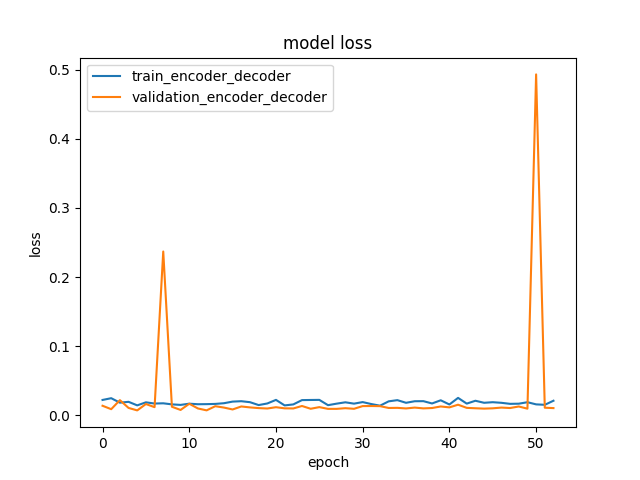 model loss
train_encoder_decoder
validation_encoder_decoder
0.5
0.4
0.3
0.2
0.1
0.0
loss
0 10 20 30 40 50
epoch